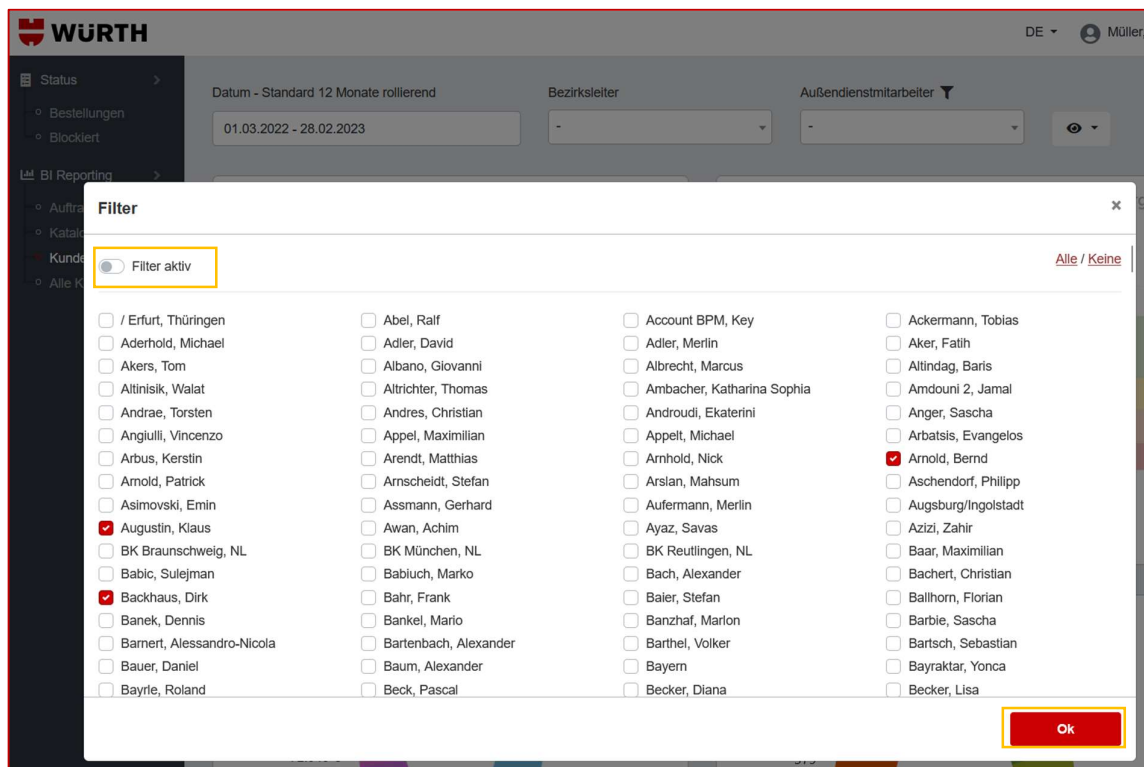 WÜRTH
DE
Müller,
Status
Bestellungen
Blockiert
BI Reporting
Auftra
Katalo
Kunde
Alle K
Datum - Standard 12 Monate rollierend
Bezirksleiter
Außendienstmitarbeiter
01.03.2022 - 28.02.2023
-
-
Filter
×
Filter aktiv
Alle / Keine
/ Erfurt, Thüringen
Abel, Ralf
Account BPM, Key
Ackermann, Tobias
Aderhold, Michael
Adler, David
Adler, Merlin
Aker, Fatih
Akers, Tom
Albano, Giovanni
Albrecht, Marcus
Altindag, Baris
Altinisik, Walat
Altrichter, Thomas
Ambacher, Katharina Sophia
Amdouni 2, Jamal
Andrae, Torsten
Andres, Christian
Androudi, Ekaterini
Anger, Sascha
Angiulli, Vincenzo
Appel, Maximilian
Appelt, Michael
Arbatsis, Evangelos
Arbus, Kerstin
Arendt, Matthias
Arnhold, Nick
Arnold, Bernd
Arnold, Patrick
Arnscheidt, Stefan
Arslan, Mahsum
Aschendorf, Philipp
Asimovski, Emin
Assmann, Gerhard
Aufermann, Merlin
Augsburg/Ingolstadt
Augustin, Klaus
Awan, Achim
Ayaz, Savas
Azizi, Zahir
BK Braunschweig, NL
BK München, NL
BK Reutlingen, NL
Baar, Maximilian
Babic, Sulejman
Babiuch, Marko
Bach, Alexander
Bachert, Christian
Backhaus, Dirk
Bahr, Frank
Baier, Stefan
Ballhorn, Florian
Banek, Dennis
Bankel, Mario
Banzhaf, Marlon
Barbie, Sascha
Barnert, Alessandro-Nicola
Bartenbach, Alexander
Barthel, Volker
Bartsch, Sebastian
Bauer, Daniel
Baum, Alexander
Bayern
Bayraktar, Yonca
Bayrle, Roland
Beck, Pascal
Becker, Diana
Becker, Lisa
Ok